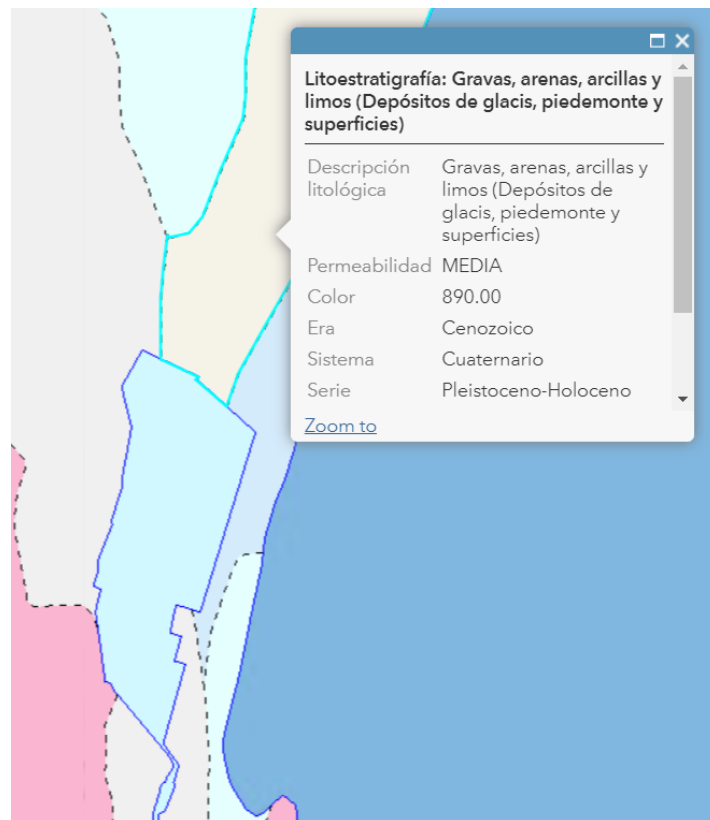 Litoestratigrafía: Gravas, arenas, arcillas y
limos (Depósitos de glacis, piedemonte y
superficies)
Descripción litológica Gravas, arenas, arcillas y
limos (Depósitos de
glacis, piedemonte y
superficies)
Permeabilidad MEDIA
Color 890.00
Era Cenozoico
Sistema Cuaternario
Serie Pleistoceno-Holoceno
Zoom to